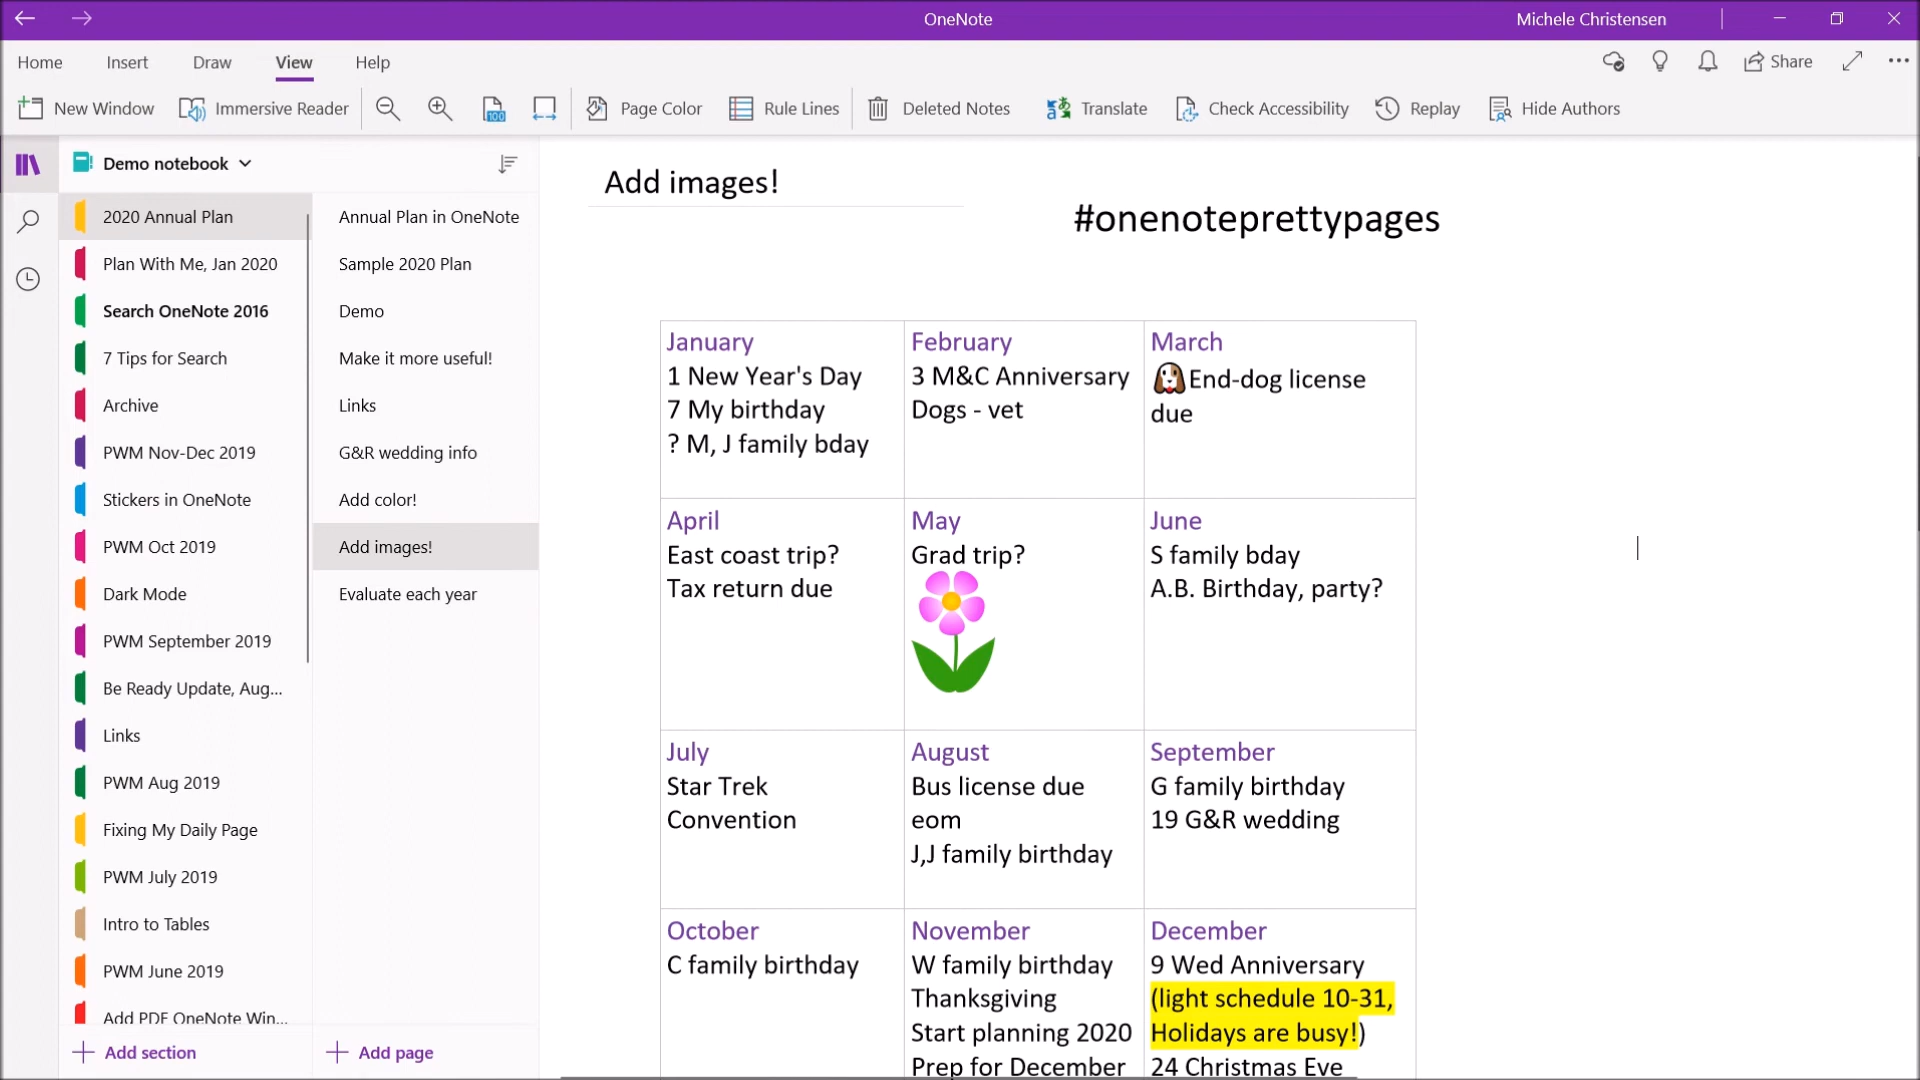 OneNote
Michele Christensen
Home
Insert
Draw
View
Help
Share
New Window
Immersive Reader
100
Page Color
Rule Lines
Deleted Notes
Translate
Check Accessibility
Replay
Hide Authors
Demo notebook
2020 Annual Plan
Plan With Me, Jan 2020
Search OneNote 2016
7 Tips for Search
Archive
PWM Nov-Dec 2019
Stickers in OneNote
PWM Oct 2019
Dark Mode
PWM September 2019
Be Ready Update, Aug...
Links
PWM Aug 2019
Fixing My Daily Page
PWM July 2019
Intro to Tables
PWM June 2019
Add PDF OneNote Win...
Add section
Annual Plan in OneNote
Sample 2020 Plan
Demo
Make it more useful!
Links
G&R wedding info
Add color!
Add images!
Evaluate each year
Add page
Add images!
#onenoteprettypages
January
1 New Year's Day
7 My birthday
? M, J family bday
February
3 M&C Anniversary
Dogs - vet
March
End-dog license
due
April
East coast trip?
Tax return due
May
Grad trip?
June
S family bday
A.B. Birthday, party?
July
Star Trek
Convention
August
Bus license due
eom
J,J family birthday
September
G family birthday
19 G&R wedding
October
C family birthday
November
W family birthday
Thanksgiving
Start planning 2020
Prep for December
December
9 Wed Anniversary
(light schedule 10-31,
Holidays are busy!)
24 Christmas Eve